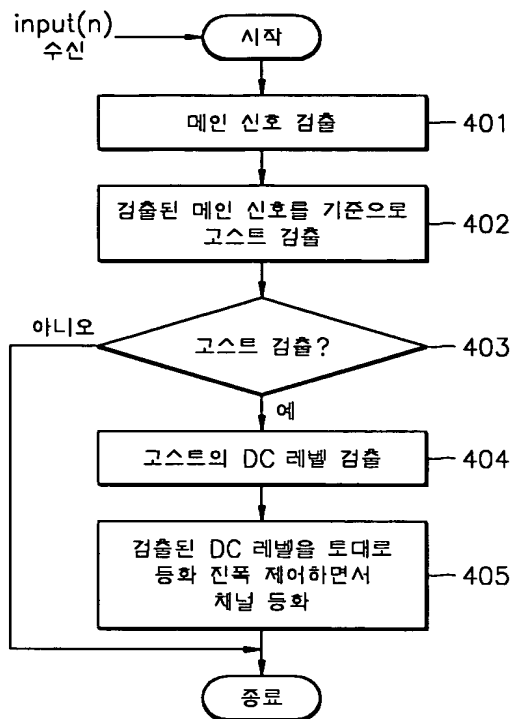 input(n)
수신
시작
메인 신호 검출
401
검출된 메인 신호를 기준으로
고스트 검출
402
고스트 검출?
403
아니오
예
고스트의 DC 레벨 검출
404
검출된 DC 레벨을 토대로
등화 진폭 제어하면서
채널 등화
405
종료